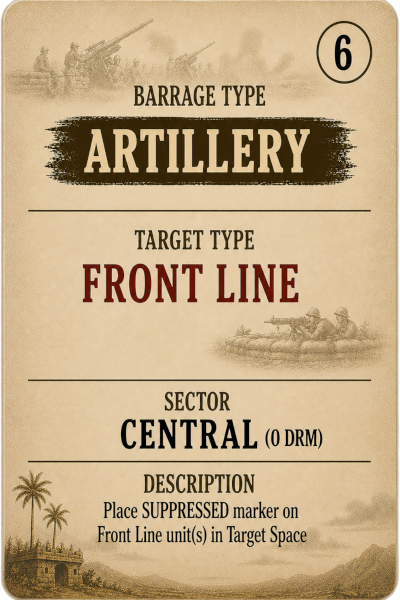 6
BARRAGE TYPE
ARTILLERY
TARGET TYPE
FRONT LINE
SECTOR
CENTRAL (0 DRM)
DESCRIPTION
Place SUPPRESSED marker on
Front Line unit(s) in Target Space